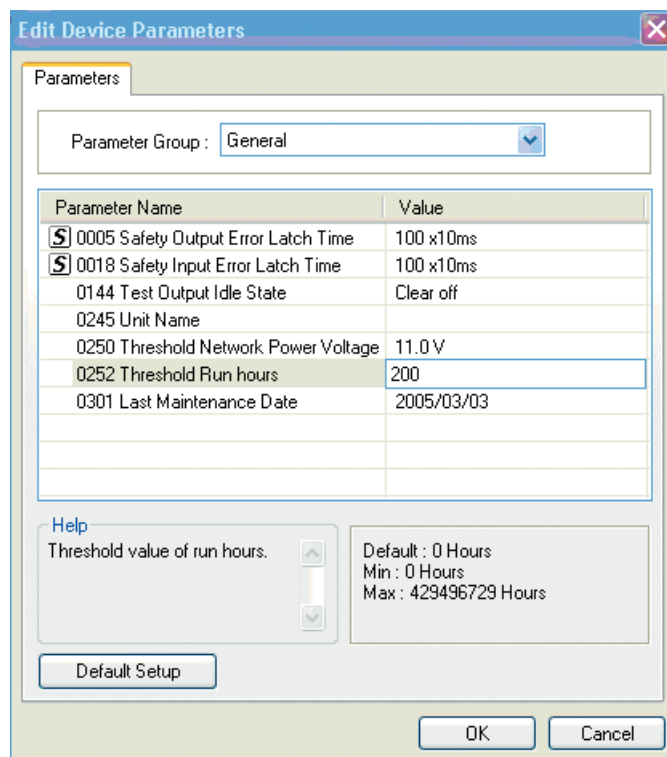 Edit Device Parameters
Parameters
Parameter Group : General
Parameter Name Value
S 0005 Safety Output Error Latch Time 100 x10ms
S 0018 Safety Input Error Latch Time 100 x10ms
0144 Test Output Idle State Clear off
0245 Unit Name
0250 Threshold Network Power Voltage 11.0 V
0252 Threshold Run hours 200
0301 Last Maintenance Date 2005/03/03
Help
Threshold value of run hours.
Default : 0 Hours
Min : 0 Hours
Max : 429496729 Hours
Default Setup
OK Cancel